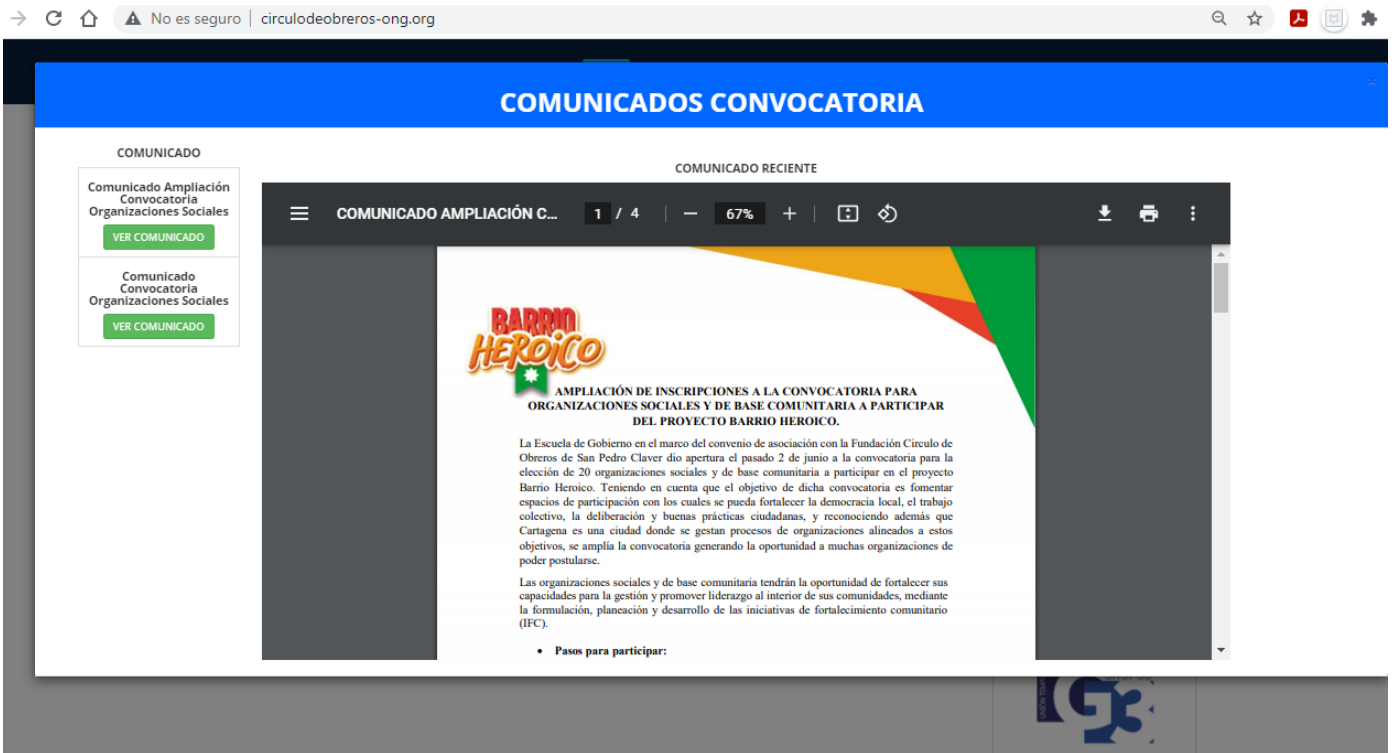 No es seguro | circulodeobreros-ong.org
COMUNICADOS CONVOCATORIA
COMUNICADO
Comunicado Ampliación
Convocatoria
Organizaciones Sociales
VER COMUNICADO
Comunicado
Convocatoria
Organizaciones Sociales
VER COMUNICADO
COMUNICADO RECIENTE
COMUNICADO AMPLIACIÓN C... 1 / 4 67%
BARRIO
HEROICO
AMPLIACIÓN DE INSCRIPCIONES A LA CONVOCATORIA PARA
ORGANIZACIONES SOCIALES Y DE BASE COMUNITARIA A PARTICIPAR
DEL PROYECTO BARRIO HEROICO.
La Escuela de Gobierno en el marco del convenio de asociación con la Fundación Circulo de
Obreros de San Pedro Claver dio apertura el pasado 2 de junio a la convocatoria para la
elección de 20 organizaciones sociales y de base comunitaria a participar en el proyecto
Barrio Heroico. Teniendo en cuenta que el objetivo de dicha convocatoria es fomentar
espacios de participación con los cuales se pueda fortalecer la democracia local, el trabajo
colectivo, la deliberación y buenas prácticas ciudadanas, y reconociendo además que
Cartagena es una ciudad donde se gestan procesos de organizaciones alineados a estos
objetivos, se amplía la convocatoria generando la oportunidad a muchas organizaciones de
poder postularse.
Las organizaciones sociales y de base comunitaria tendrán la oportunidad de fortalecer sus
capacidades para la gestión y promover liderazgo al interior de sus comunidades, mediante
la formulación, planeación y desarrollo de las iniciativas de fortalecimiento comunitario
(IFC).
• Pasos para participar:
G3